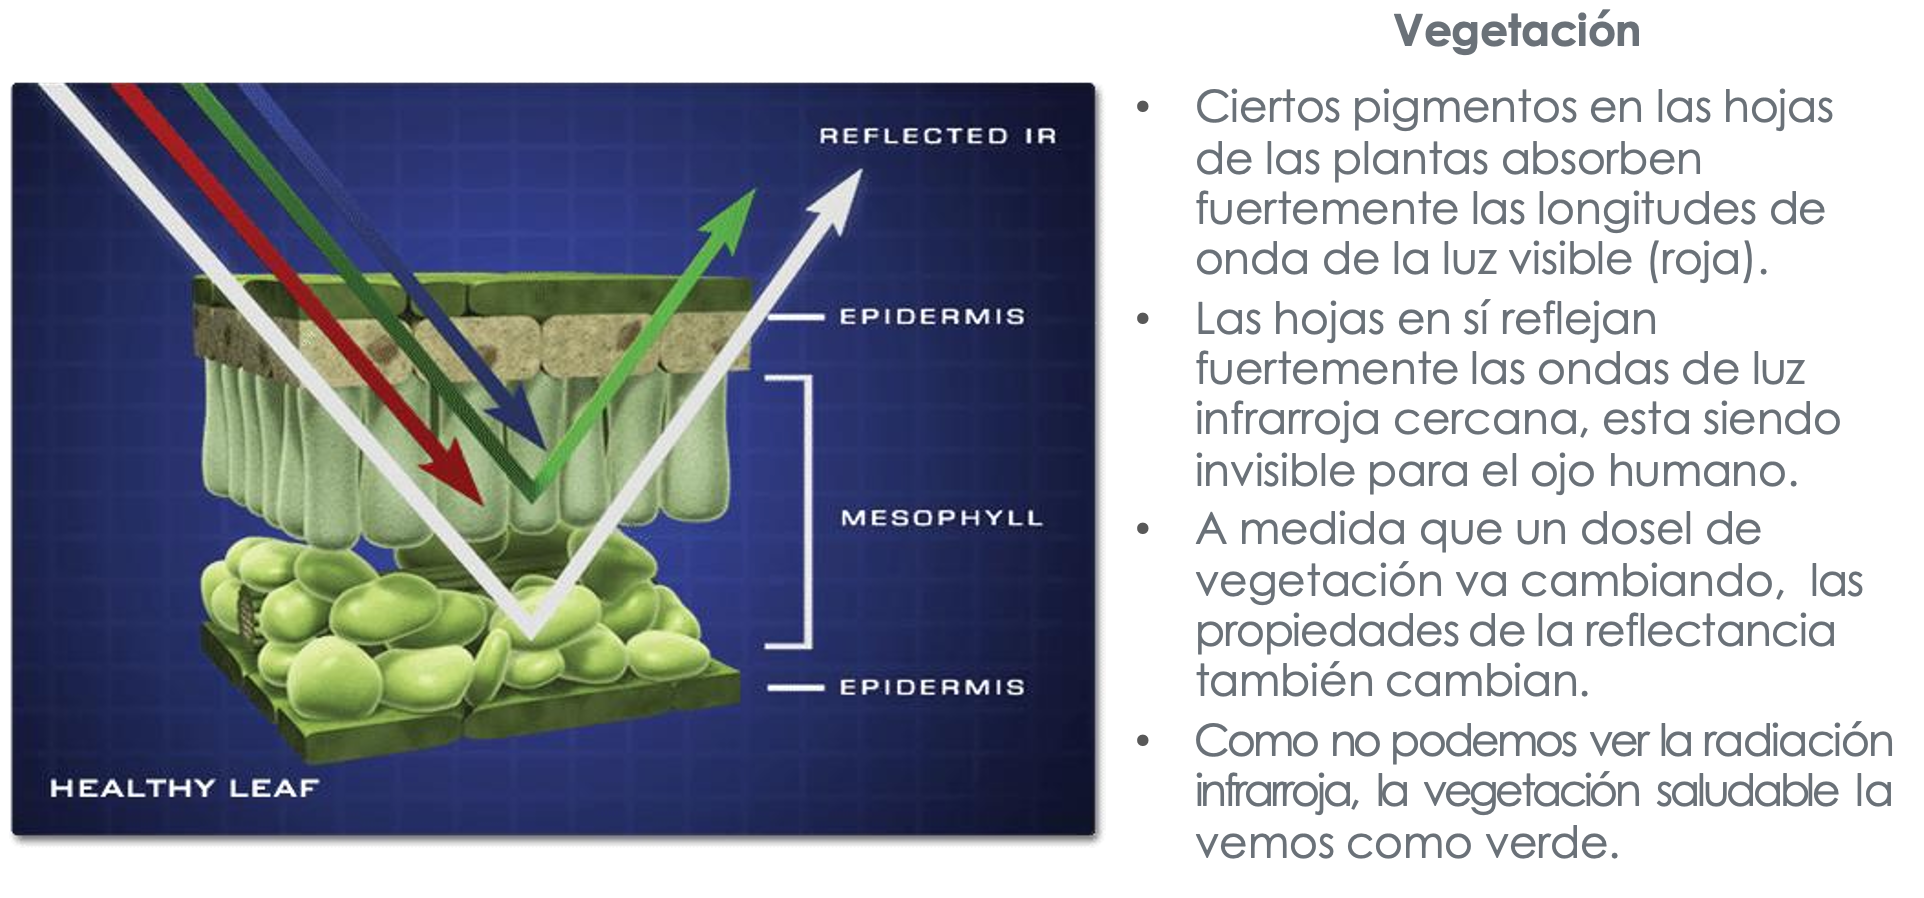 Vegetación
REFLECTED IR
EPIDERMIS
MESOPHYLL
EPIDERMIS
HEALTHY LEAF
• Ciertos pigmentos en las hojas
de las plantas absorben
fuertemente las longitudes de
onda de la luz visible (roja).
• Las hojas en sí reflejan
fuertemente las ondas de luz
infrarroja cercana, esta siendo
invisible para el ojo humano.
• A medida que un dosel de
vegetación va cambiando, las
propiedades de la reflectancia
también cambian.
• Como no podemos ver la radiación
infrarroja, la vegetación saludable la
vemos como verde.